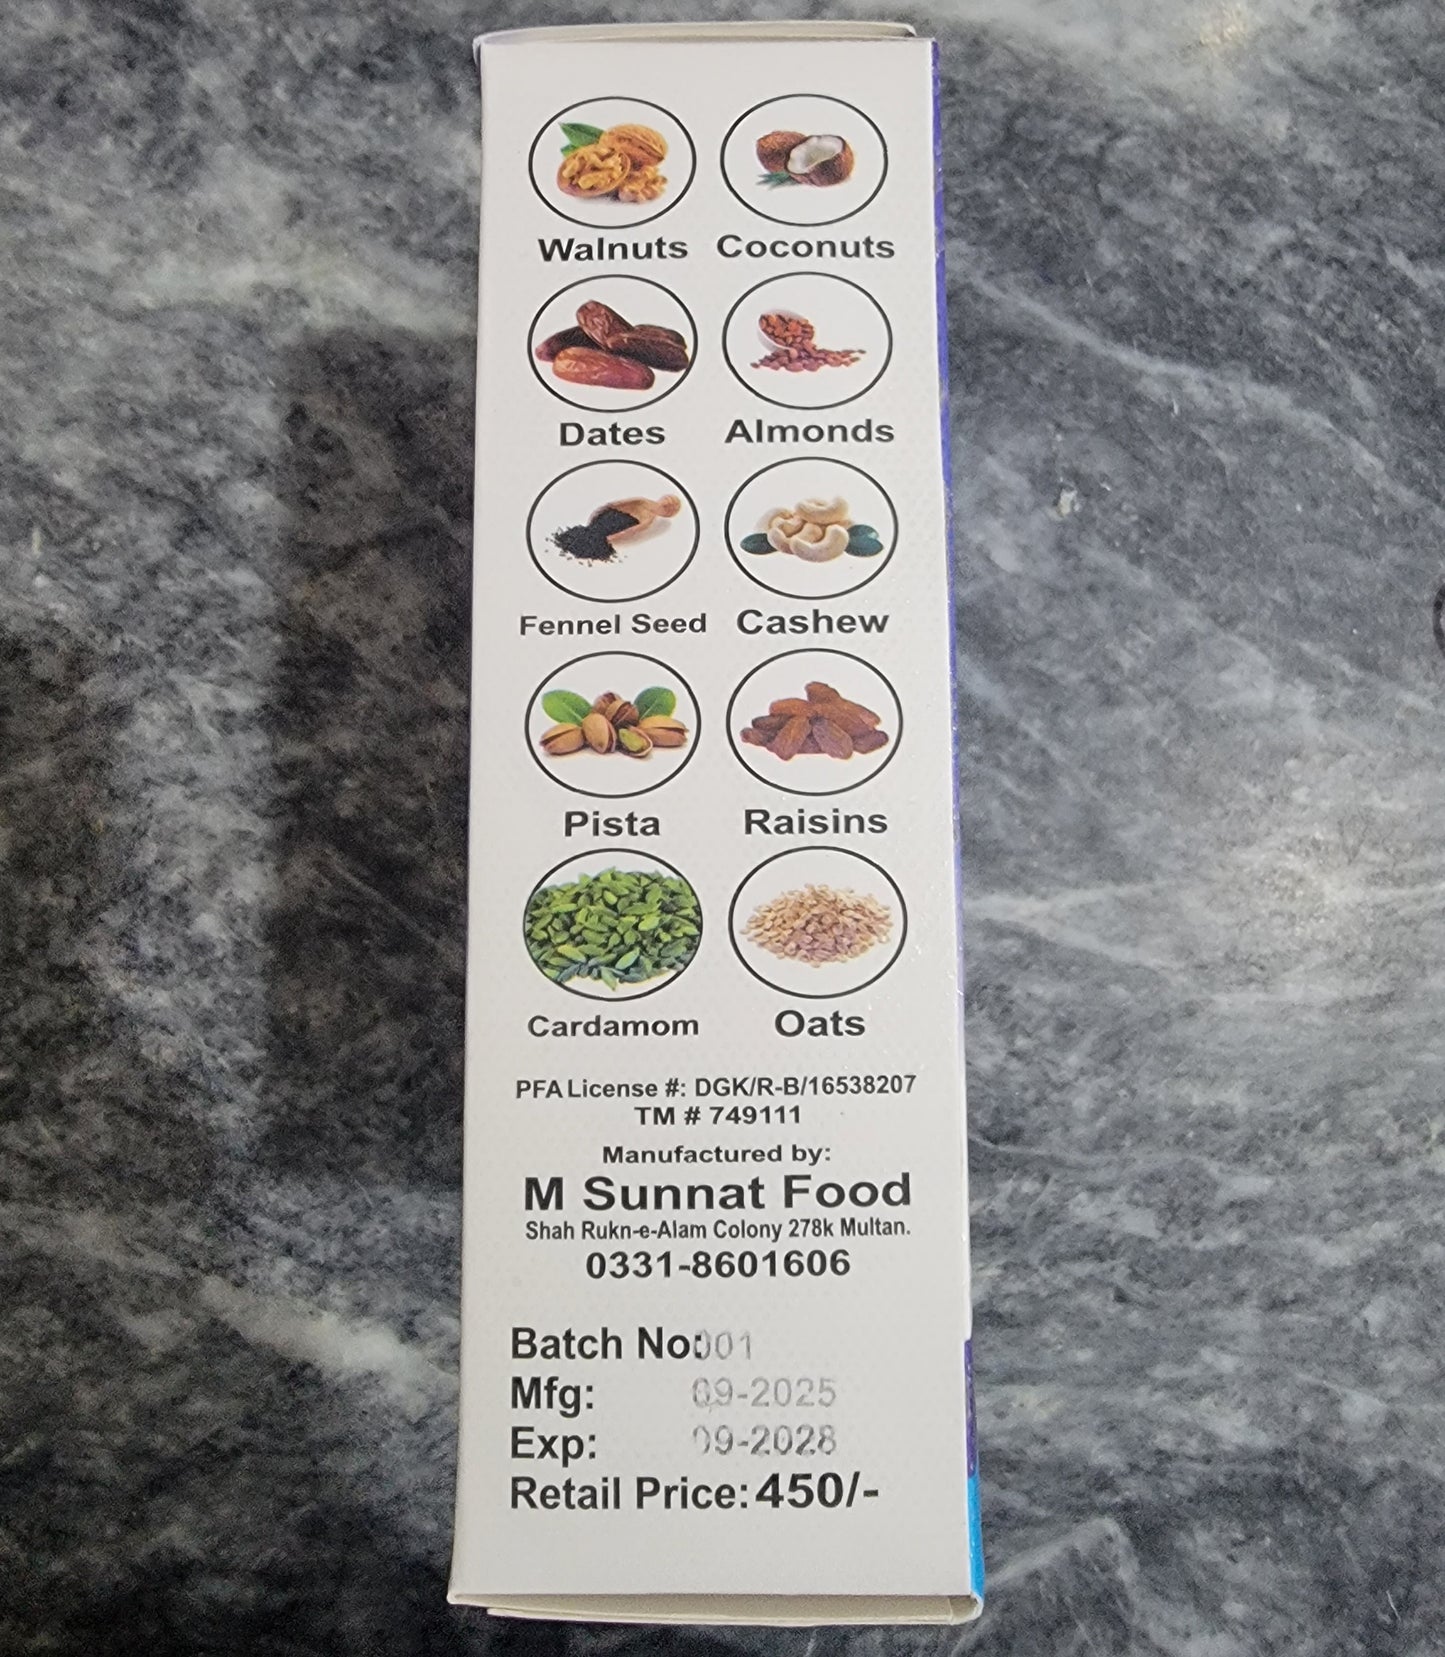 Walnuts Coconuts
Dates Almonds
Fennel Seed Cashew
Pista Raisins
Cardamom Oats
PFA License #: DGK/R-B/16538207
TM # 749111
Manufactured by:
M Sunnat Food
Shah Rukn-e-Alam Colony 278k Multan.
0331-8601606
Batch No: 001
Mfg: 09-2025
Exp: 09-2028
Retail Price: 450/-